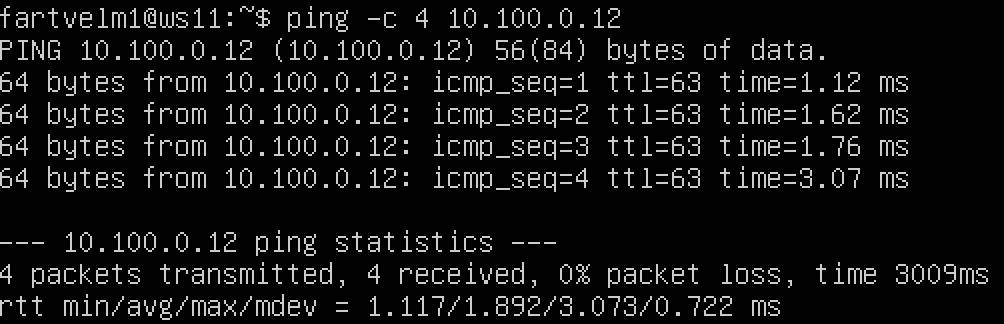 fartvelm1@ws11:~$ ping -c 4 10.100.0.12
PING 10.100.0.12 (10.100.0.12) 56(84) bytes of data.
64 bytes from 10.100.0.12: icmp_seq=1 ttl=63 time=1.12 ms
64 bytes from 10.100.0.12: icmp_seq=2 ttl=63 time=1.62 ms
64 bytes from 10.100.0.12: icmp_seq=3 ttl=63 time=1.76 ms
64 bytes from 10.100.0.12: icmp_seq=4 ttl=63 time=3.07 ms
--- 10.100.0.12 ping statistics ---
4 packets transmitted, 4 received, 0% packet loss, time 3009ms
rtt min/avg/max/mdev = 1.117/1.892/3.073/0.722 ms